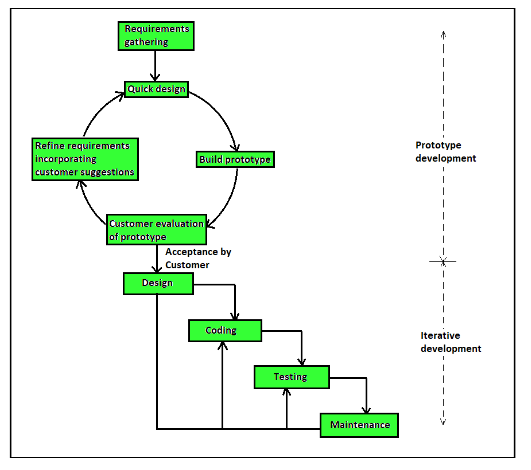 Requirements
gathering
Quick design
Refine requirements
incorporating
customer suggestions
Build prototype
Prototype
development
Customer evaluation
of prototype
Acceptance by
Customer
Design
Coding
Iterative
development
Testing
Maintenance